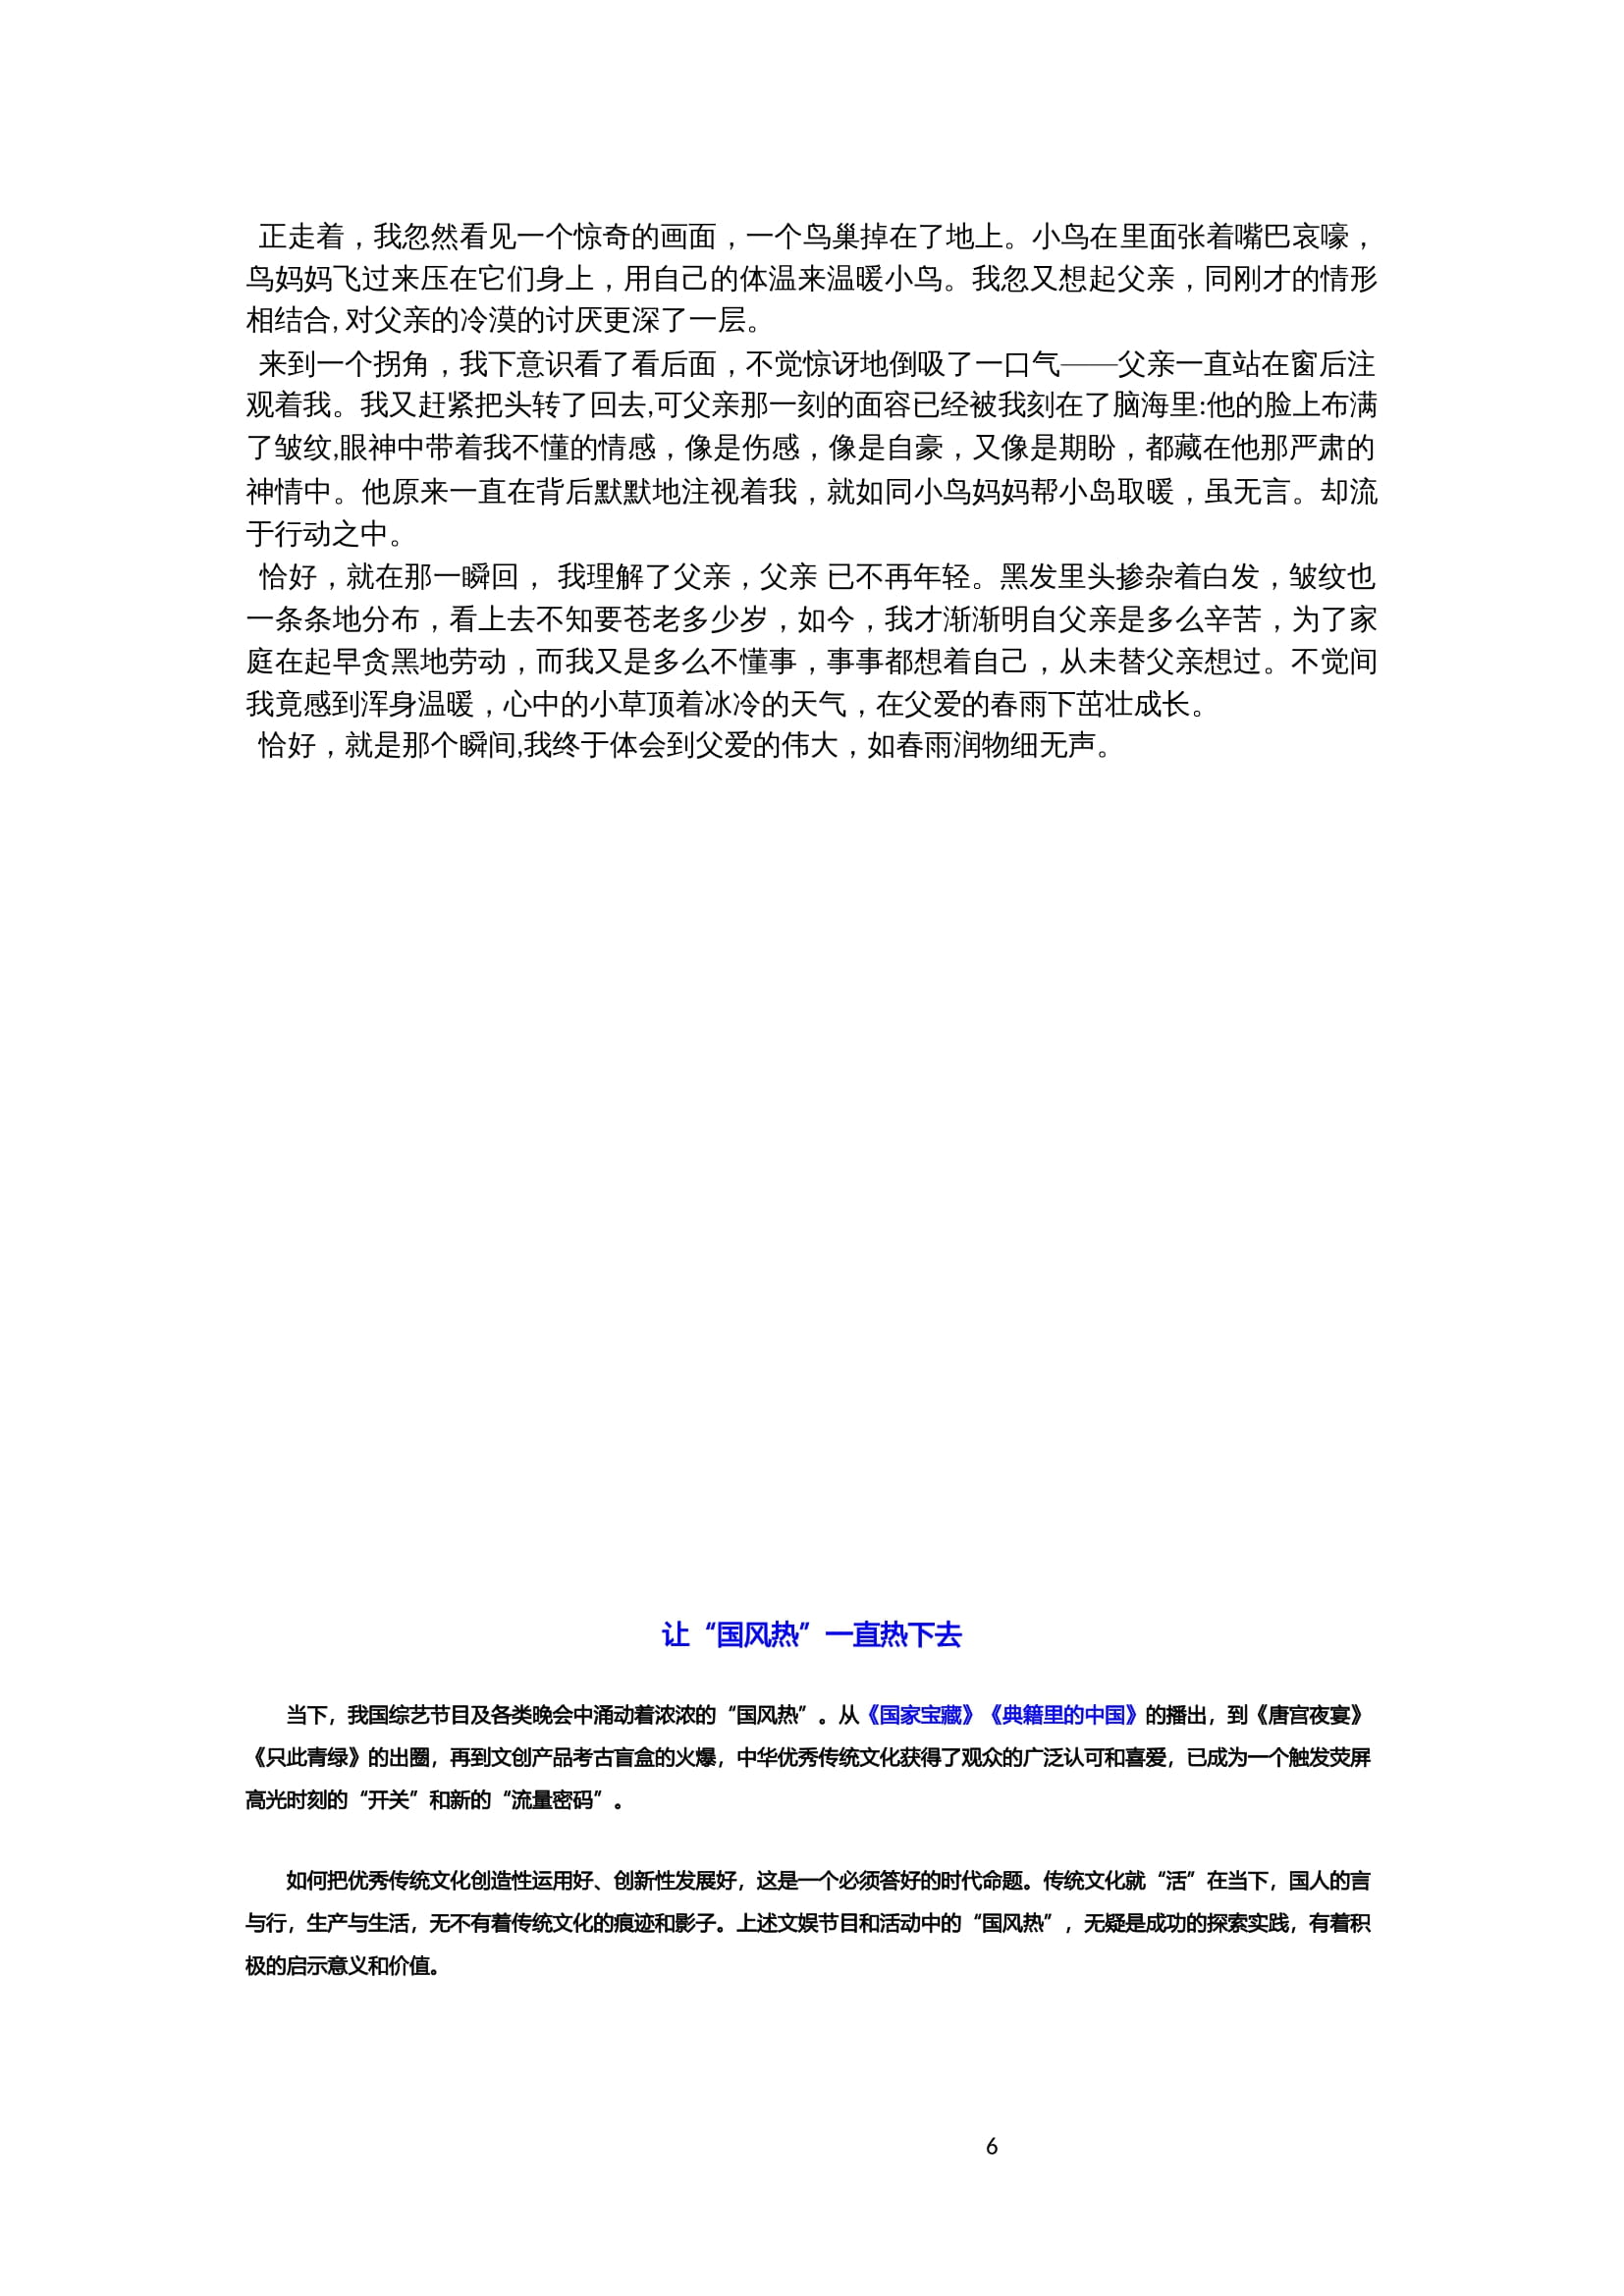 正走着，我忽然看见一个惊奇的画面，一个鸟巢掉在了地上。小鸟在里面张着嘴巴哀嚎，
鸟妈妈飞过来压在它们身上，用自己的体温来温暖小鸟。我忽又想起父亲，同刚才的情形
相结合, 对父亲的冷漠的讨厌更深了一层。
来到一个拐角，我下意识看了看后面，不觉惊讶地倒吸了一口气——父亲一直站在窗后注
观着我。我又赶紧把头转了回去,可父亲那一刻的面容已经被我刻在了脑海里:他的脸上布满
了皱纹,眼神中带着我不懂的情感，像是伤感，像是自豪，又像是期盼，都藏在他那严肃的
神情中。他原来一直在背后默默地注视着我，就如同小鸟妈妈帮小岛取暖，虽无言。却流
于行动之中。
恰好，就在那一瞬回， 我理解了父亲，父亲 已不再年轻。黑发里头掺杂着白发，皱纹也
一条条地分布，看上去不知要苍老多少岁，如今，我才渐渐明自父亲是多么辛苦，为了家
庭在起早贪黑地劳动，而我又是多么不懂事，事事都想着自己，从未替父亲想过。不觉间
我竟感到浑身温暖，心中的小草顶着冰冷的天气，在父爱的春雨下茁壮成长。
恰好，就是那个瞬间,我终于体会到父爱的伟大，如春雨润物细无声。
让“国风热”一直热下去
当下，我国综艺节目及各类晚会中涌动着浓浓的“国风热”。从《国家宝藏》《典籍里的中国》的播出，到《唐宫夜宴》
《只此青绿》的出圈，再到文创产品考古盲盒的火爆，中华优秀传统文化获得了观众的广泛认可和喜爱，已成为一个触发荧屏
高光时刻的“开关”和新的“流量密码”。
如何把优秀传统文化创造性运用好、创新性发展好，这是一个必须答好的时代命题。传统文化就“活”在当下，国人的言
与行，生产与生活，无不有着传统文化的痕迹和影子。上述文娱节目和活动中的“国风热”，无疑是成功的探索实践，有着积
极的启示意义和价值。
6